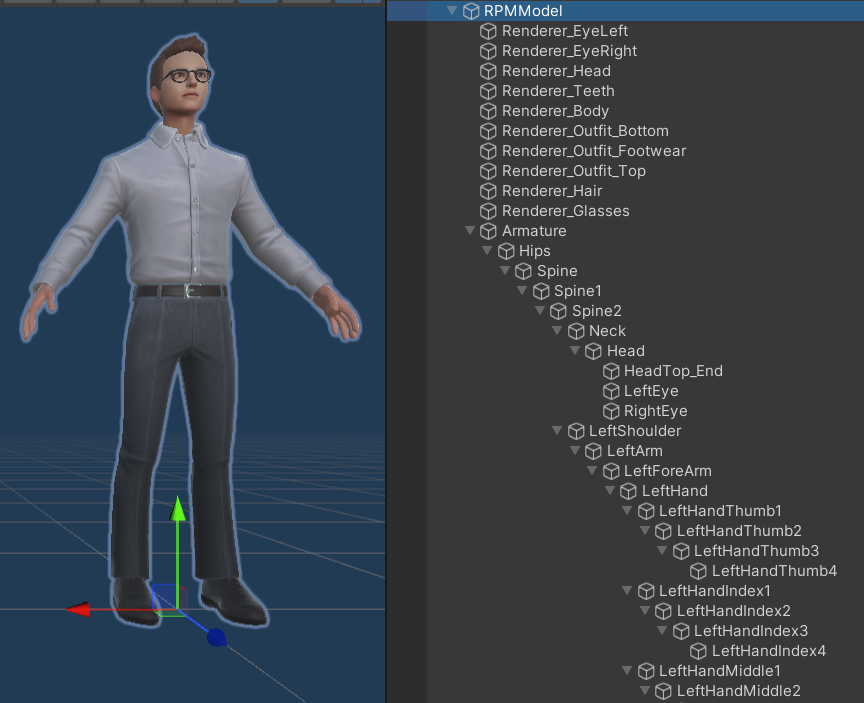 RPMModel
Renderer_EyeLeft
Renderer_EyeRight
Renderer_Head
Renderer_Teeth
Renderer_Body
Renderer_Outfit_Bottom
Renderer_Outfit_Footwear
Renderer_Outfit_Top
Renderer_Hair
Renderer_Glasses
Armature
Hips
Spine
Spine1
Spine2
Neck
Head
HeadTop_End
LeftEye
RightEye
LeftShoulder
LeftArm
LeftForeArm
LeftHand
LeftHandThumb1
LeftHandThumb2
LeftHandThumb3
LeftHandThumb4
LeftHandIndex1
LeftHandIndex2
LeftHandIndex3
LeftHandIndex4
LeftHandMiddle1
LeftHandMiddle2